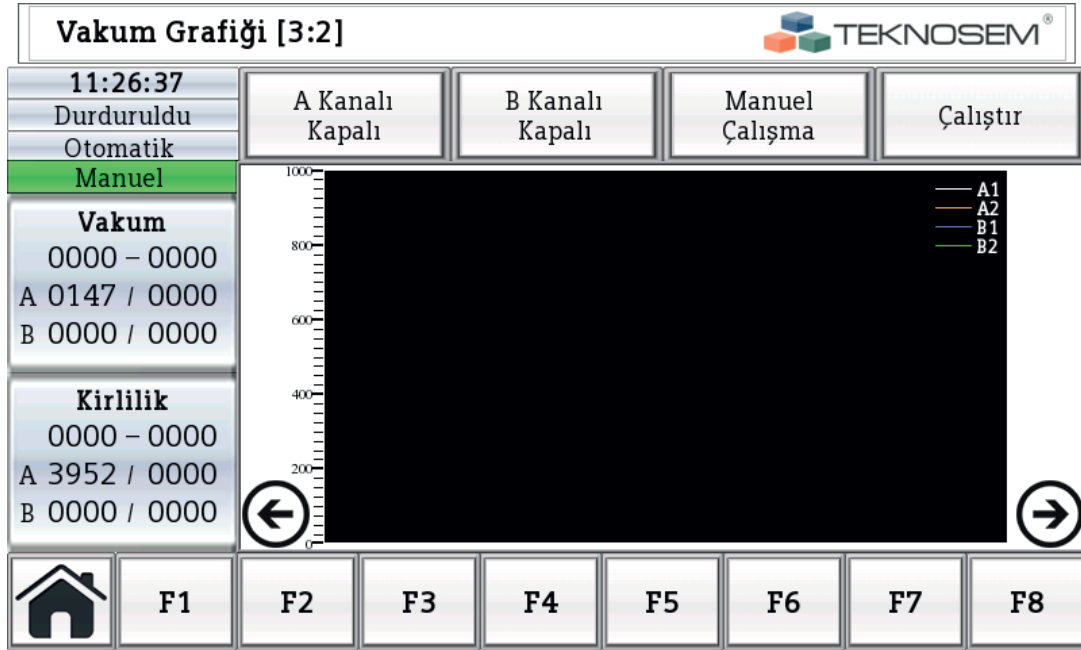 Vakum Grafiği [3:2]
TEKNOSEM®
11:26:37
Durduruldu
Otomatik
Manuel
A Kanalı
Kapalı
B Kanalı
Kapalı
Manuel
Çalışma
Çalıştır
Vakum
0000 – 0000
A 0147 / 0000
B 0000 / 0000
Kirlilik
0000 – 0000
A 3952 / 0000
B 0000 / 0000
1000
800
600
400
200
0
A1
A2
B1
B2
F1
F2
F3
F4
F5
F6
F7
F8